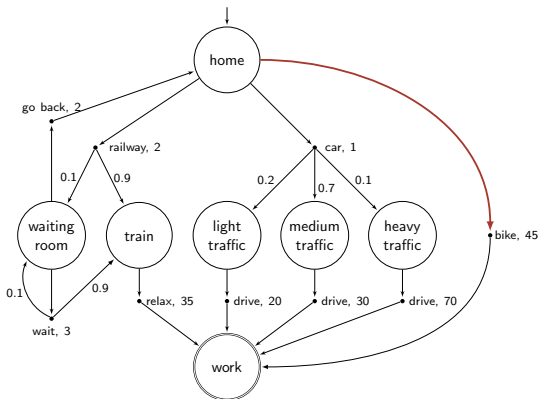 home
go back, 2
railway, 2
car, 1
0.1
0.9
0.2
0.7
0.1
waiting
room
train
light
traffic
medium
traffic
heavy
traffic
bike, 45
0.1
0.9
wait, 3
relax, 35
drive, 20
drive, 30
drive, 70
work